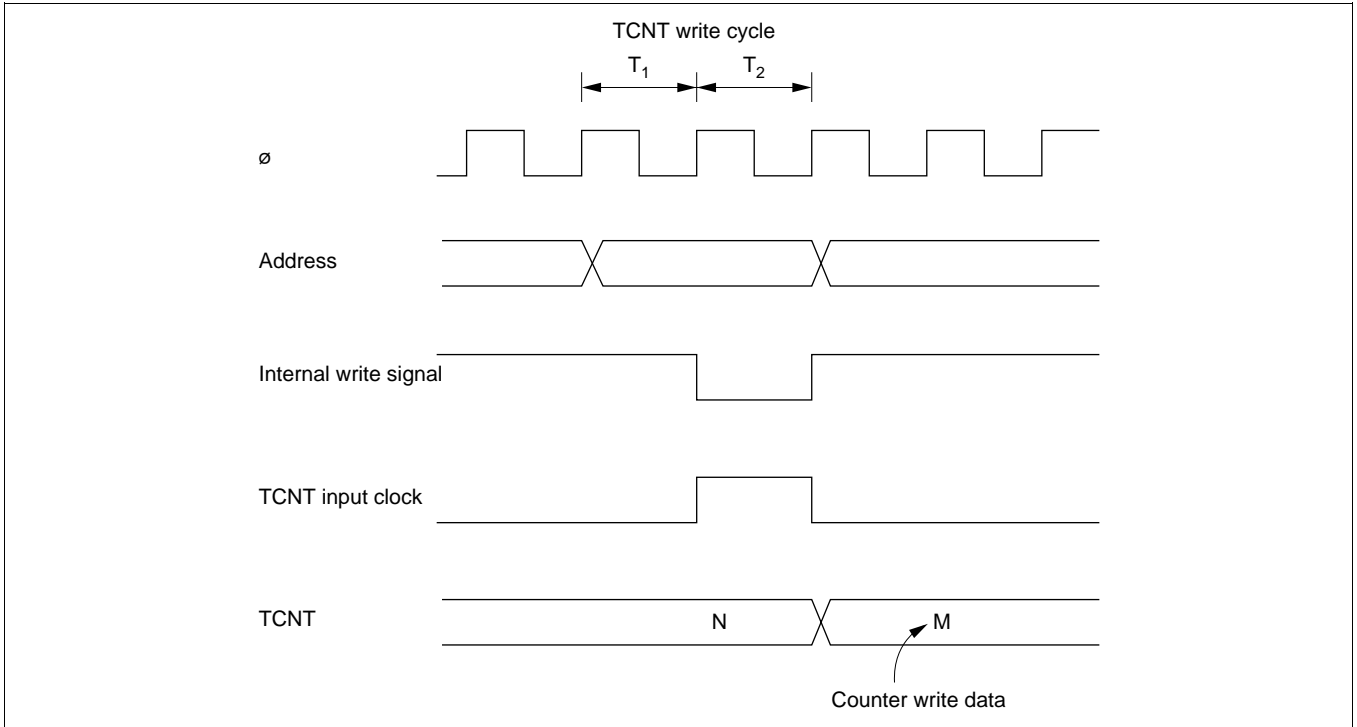 TCNT write cycle
T₁ T₂
ø
Address
Internal write signal
TCNT input clock
TCNT N M
Counter write data